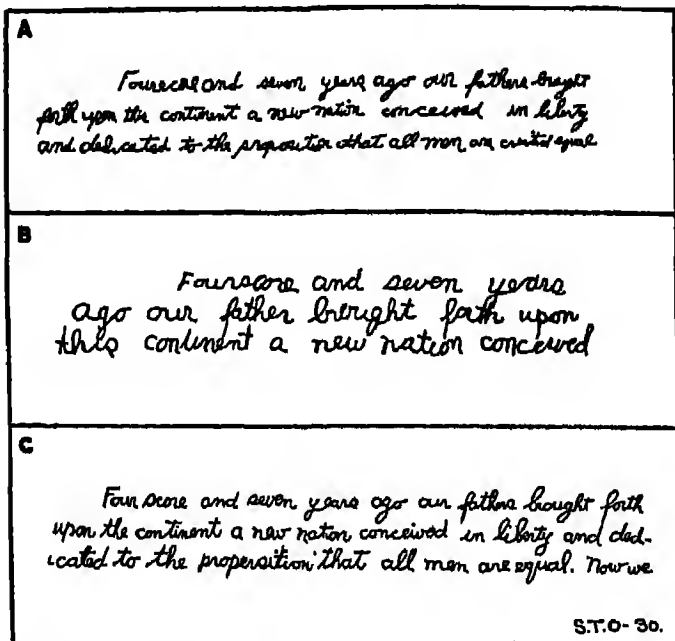 A
Fourscore and seven years ago our fathers brought
forth upon the continent a new nation conceived in liberty
and dedicated to the proposition that all men are created equal
B
Fourscore and seven years
ago our father brought forth upon
this continent a new nation conceived
C
Four score and seven years ago our fathers brought forth
upon the continent a new nation conceived in liberty and ded-
icated to the propersition that all men are equal. Now we
S.T.O-30.